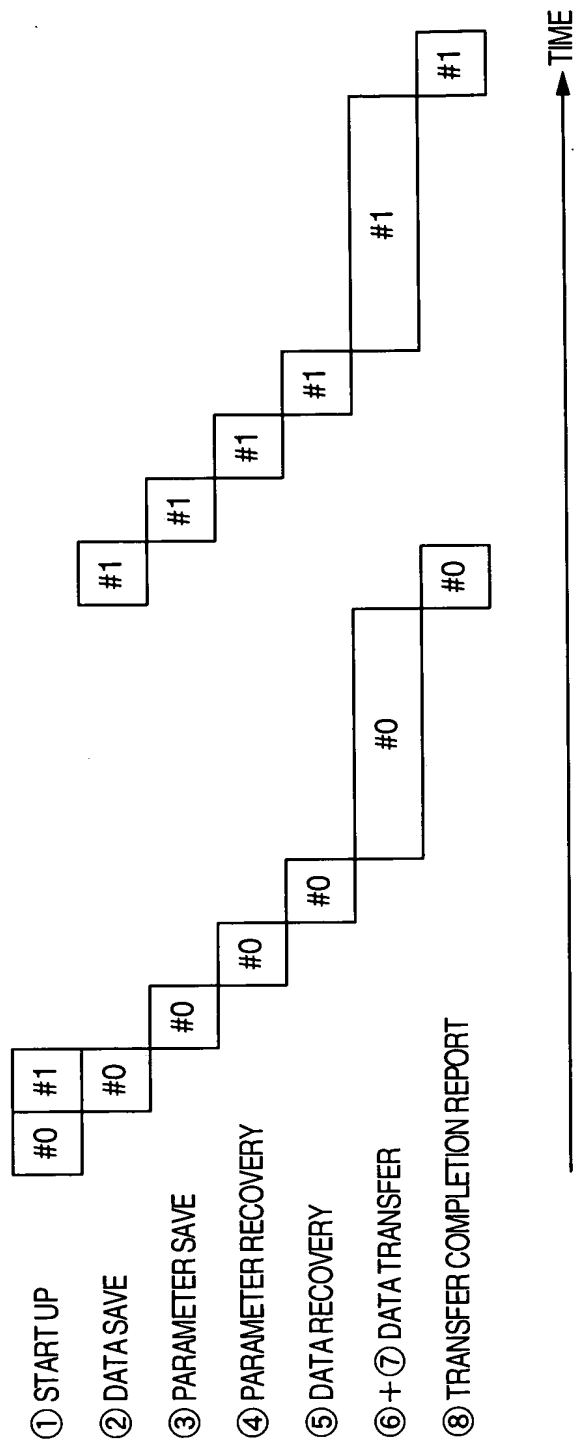 ① START UP #0 #1
② DATA SAVE #0 #1
③ PARAMETER SAVE #0 #1
④ PARAMETER RECOVERY #0 #1
⑤ DATA RECOVERY #0 #1
⑥+⑦ DATA TRANSFER #0 #1
⑧ TRANSFER COMPLETION REPORT #0 #1
TIME